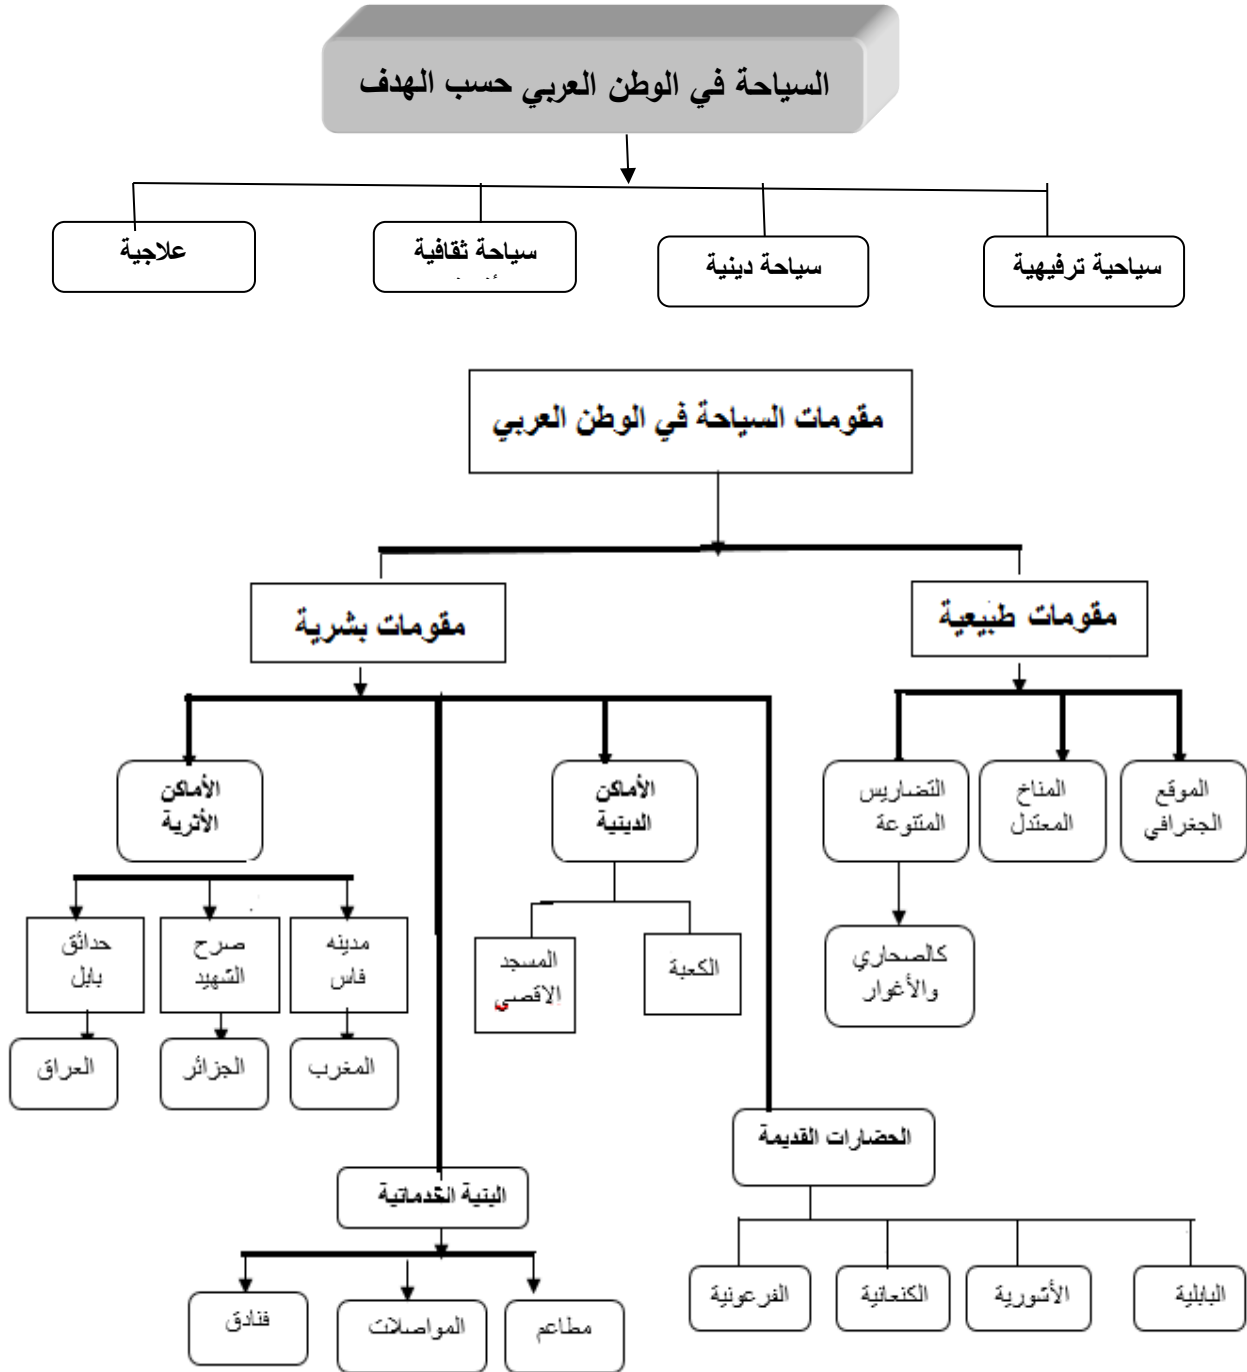 السياحة في الوطن العربي حسب الهدف
سياحية ترفيهية
سياحة دينية
سياحة ثقافية
علاجية
مقومات السياحة في الوطن العربي
مقومات طبيعية
مقومات بشرية
الموقع
الجغرافي
المناخ
المعتدل
التضاريس
المتنوعة
الأماكن
الدينية
الأماكن
الأثرية
كالصحاري
والأغوار
الكعبة
المسجد
الاقصى
مدينه
فاس
صرح
الشهيد
حدائق
بابل
المغرب
الجزائر
العراق
الحضارات القديمة
البنية الخدماتية
البابلية
الأشورية
الكنعانية
الفرعونية
مطاعم
المواصلات
فنادق